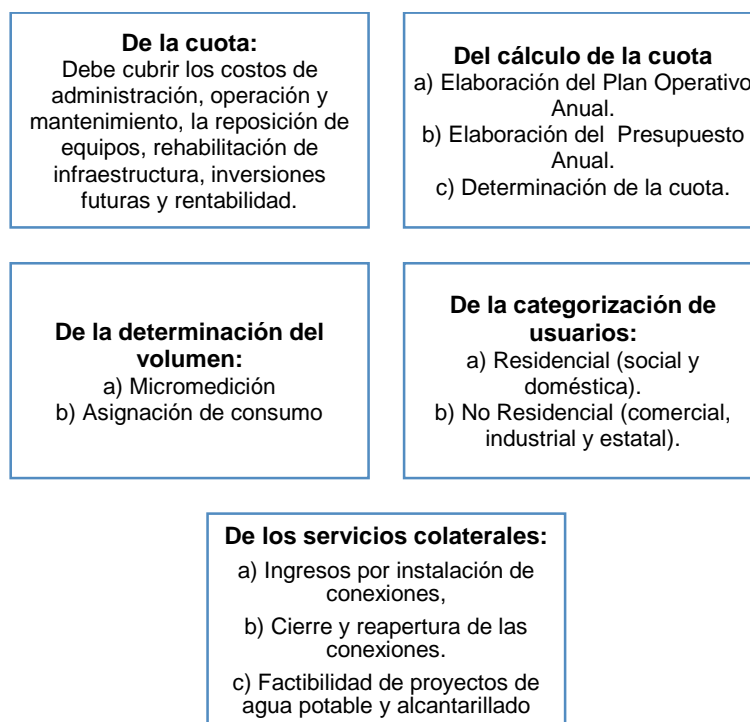 De la cuota:
Debe cubrir los costos de
administración, operación y
mantenimiento, la reposición de
equipos, rehabilitación de
infraestructura, inversiones
futuras y rentabilidad.
Del cálculo de la cuota
a) Elaboración del Plan Operativo
Anual.
b) Elaboración del Presupuesto
Anual.
c) Determinación de la cuota.
De la determinación del
volumen:
a) Micromedición
b) Asignación de consumo
De la categorización de
usuarios:
a) Residencial (social y
doméstica).
b) No Residencial (comercial,
industrial y estatal).
De los servicios colaterales:
a) Ingresos por instalación de
conexiones,
b) Cierre y reapertura de las
conexiones.
c) Factibilidad de proyectos de
agua potable y alcantarillado